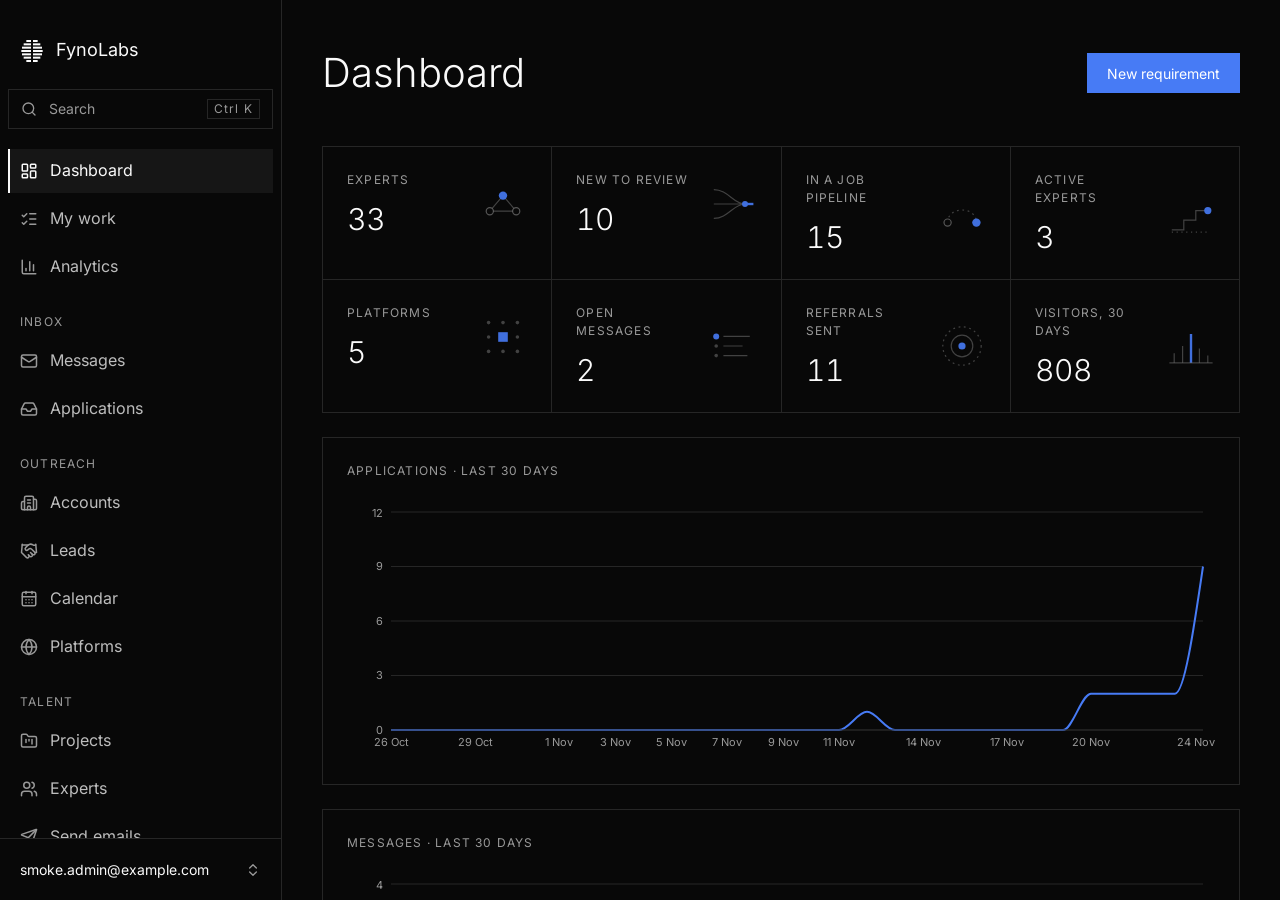 FynoLabs
Search
Ctrl K
Dashboard
My work
Analytics
INBOX
Messages
Applications
OUTREACH
Accounts
Leads
Calendar
Platforms
TALENT
Projects
Experts
Send emails
smoke.admin@example.com
Dashboard
New requirement
EXPERTS
33
NEW TO REVIEW
10
IN A JOB
PIPELINE
15
ACTIVE
EXPERTS
3
PLATFORMS
5
OPEN
MESSAGES
2
REFERRALS
SENT
11
VISITORS, 30
DAYS
808
APPLICATIONS · LAST 30 DAYS
12
9
6
3
0
26 Oct 29 Oct 1 Nov 3 Nov 5 Nov 7 Nov 9 Nov 11 Nov 14 Nov 17 Nov 20 Nov 24 Nov
MESSAGES · LAST 30 DAYS
4